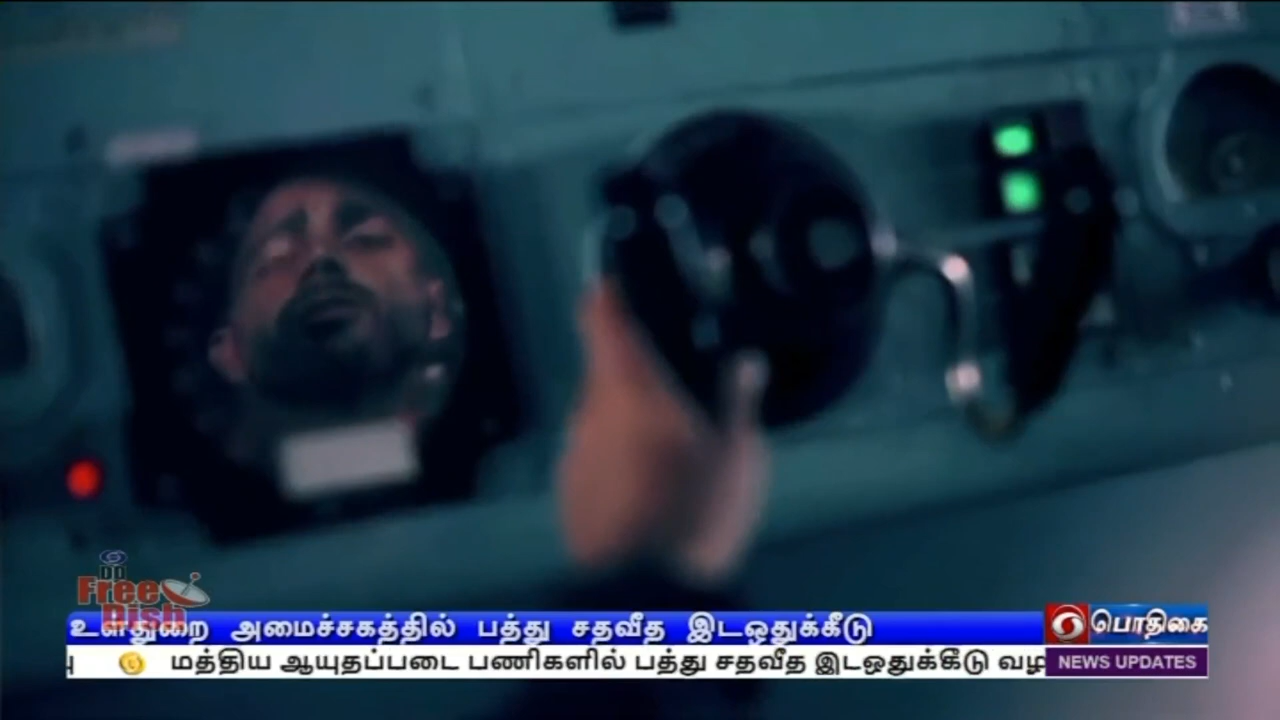 DD
Free
Dish
உள்துறை அமைச்சகத்தில் பத்து சதவீத இடஒதுக்கீடு
பொதிகை
மத்திய ஆயுதப்படை பணிகளில் பத்து சதவீத இடஒதுக்கீடு வழ
NEWS UPDATES